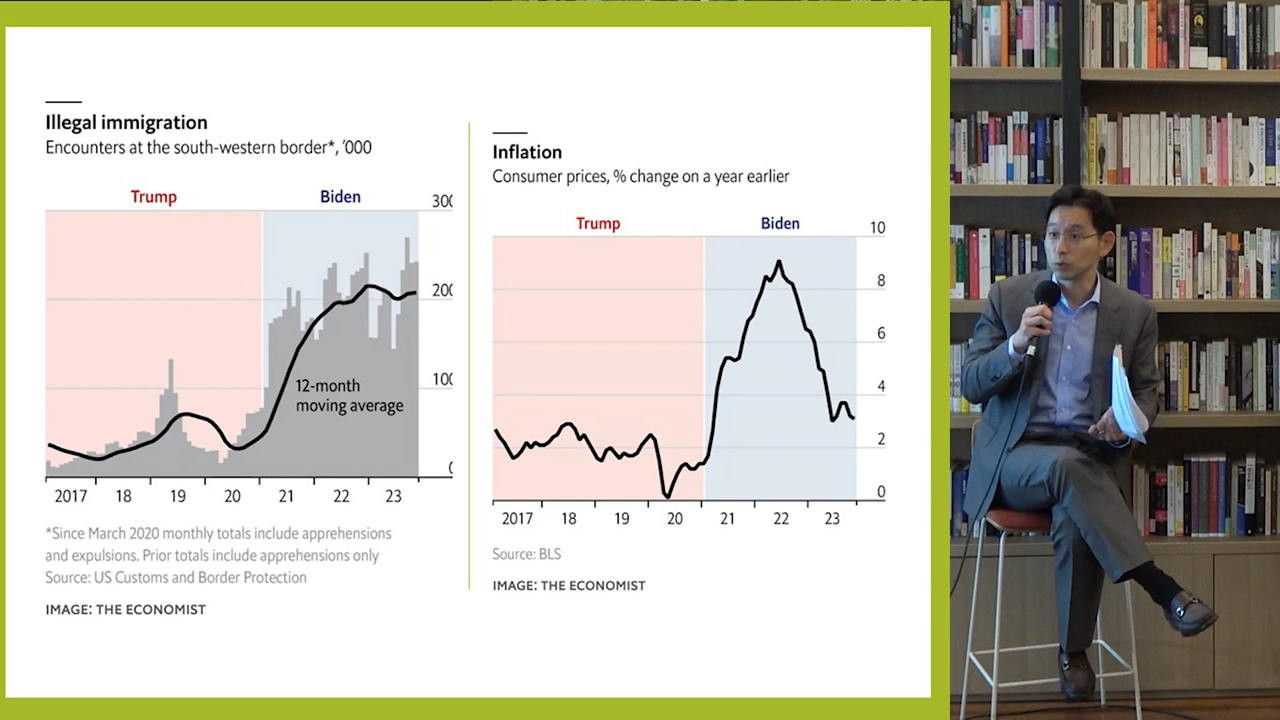 Illegal immigration
Encounters at the south-western border*, '000
Trump
Biden
300
200
100
0
12-month
moving average
2017
18
19
20
21
22
23
*Since March 2020 monthly totals include apprehensions
and expulsions. Prior totals include apprehensions only
Source: US Customs and Border Protection
IMAGE: THE ECONOMIST
Inflation
Consumer prices, % change on a year earlier
Trump
Biden
10
8
6
4
2
0
2017
18
19
20
21
22
23
Source: BLS
IMAGE: THE ECONOMIST